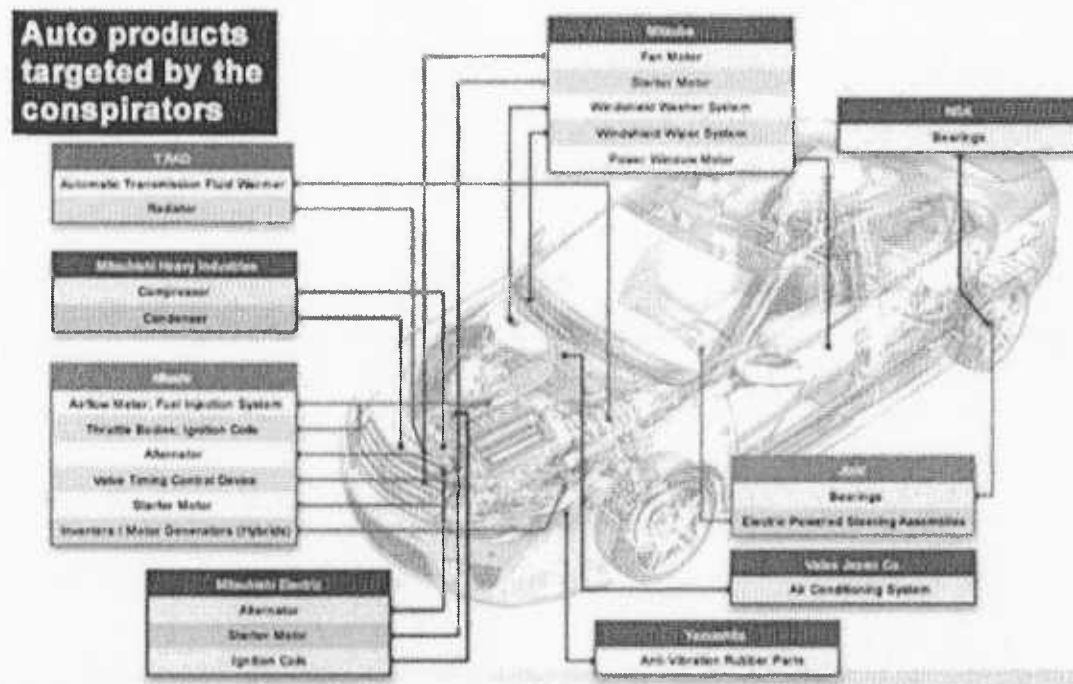 Auto products
targeted by the
conspirators
Mitsuba
Fan Motor
Starter Motor
Windshield Washer System
Windshield Wiper System
Power Window Motor
NSK
Bearings
T.RAD
Automatic Transmission Fluid Warmer
Radiator
Mitsubishi Heavy Industries
Compressor
Condenser
Airflow Meter, Fuel Injection System
Throttle Bodies; Ignition Coils
Alternator
Valve Timing Control Device
Starter Motor
Inverters / Motor Generators (Hybrids)
Bearings
Electric Powered Steering Assemblies
Valeo Japan Co.
Air Conditioning System
Mitsubishi Electric
Alternator
Starter Motor
Ignition Coils
Yamashita
Anti-Vibration Rubber Parts